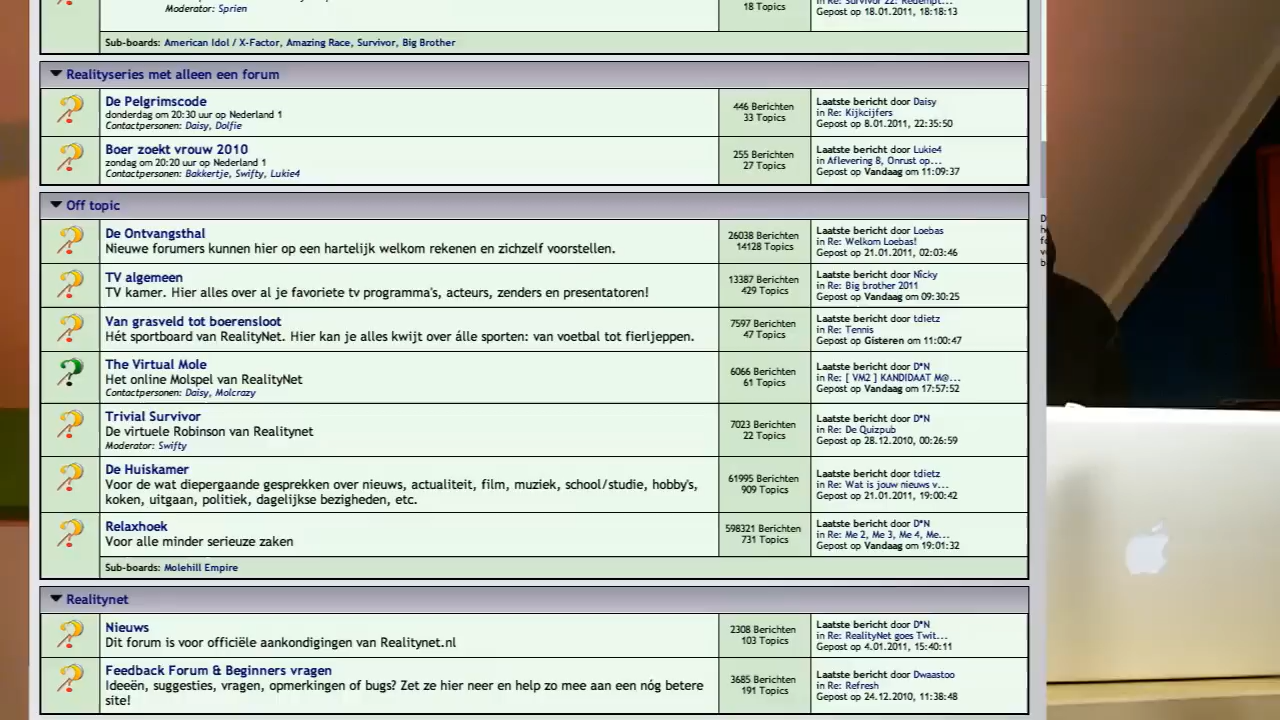 Moderator: Sprien
18 Topics
in Re: Survivor 22: Redempt...
Gepost op 18.01.2011, 18:18:13
Sub-boards: American Idol / X-Factor, Amazing Race, Survivor, Big Brother
Realityseries met alleen een forum
De Pelgrimscode
donderdag om 20:30 uur op Nederland 1
Contactpersonen: Daisy, Dolfie
446 Berichten
33 Topics
Laatste bericht door Daisy
in Re: Kijkcijfers
Gepost op 8.01.2011, 22:35:50
Boer zoekt vrouw 2010
zondag om 20:20 uur op Nederland 1
Contactpersonen: Bakkertje, Swifty, Lukie4
255 Berichten
27 Topics
Laatste bericht door Lukie4
in Aflevering 8, Onrust op...
Gepost op Vandaag om 11:09:37
Off topic
De Ontvangsthal
Nieuwe forumers kunnen hier op een hartelijk welkom rekenen en zichzelf voorstellen.
26038 Berichten
14128 Topics
Laatste bericht door Loebas
in Re: Welkom Loebas!
Gepost op 21.01.2011, 02:03:46
TV algemeen
TV kamer. Hier alles over al je favoriete tv programma's, acteurs, zenders en presentatoren!
13387 Berichten
429 Topics
Laatste bericht door Nicky
in Re: Big brother 2011
Gepost op Vandaag om 09:30:25
Van grasveld tot boerensloot
Hét sportboard van RealityNet. Hier kan je alles kwijt over álle sporten: van voetbal tot fierljeppen.
7597 Berichten
47 Topics
Laatste bericht door tdietz
in Re: Tennis
Gepost op Gisteren om 11:00:47
The Virtual Mole
Het online Molspel van RealityNet
Contactpersonen: Daisy, Molcrazy
6066 Berichten
61 Topics
Laatste bericht door D*N
in Re: [ VM2 ] KANDIDAAT M@...
Gepost op Vandaag om 17:57:52
Trivial Survivor
De virtuele Robinson van Realitynet
Moderator: Swifty
7023 Berichten
22 Topics
Laatste bericht door D*N
in Re: De Quizpub
Gepost op 28.12.2010, 00:26:59
De Huiskamer
Voor de wat diepergaande gesprekken over nieuws, actualiteit, film, muziek, school/studie, hobby's,
koken, uitgaan, politiek, dagelijkse bezigheden, etc.
61995 Berichten
909 Topics
Laatste bericht door tdietz
in Re: Wat is jouw nieuws v...
Gepost op 21.01.2011, 19:00:42
Relaxhoek
Voor alle minder serieuze zaken
598321 Berichten
731 Topics
Laatste bericht door D*N
in Re: Me 2, Me 3, Me 4, Me...
Gepost op Vandaag om 19:01:32
Sub-boards: Molehill Empire
Realitynet
Nieuws
Dit forum is voor officiële aankondigingen van Realitynet.nl
2308 Berichten
103 Topics
Laatste bericht door D*N
in Re: RealityNet goes Twit...
Gepost op 4.01.2011, 15:40:11
Feedback Forum & Beginners vragen
Ideeën, suggesties, vragen, opmerkingen of bugs? Zet ze hier neer en help zo mee aan een nóg betere
site!
3685 Berichten
191 Topics
Laatste bericht door Dwaastoo
in Re: Refresh
Gepost op 24.12.2010, 11:38:48